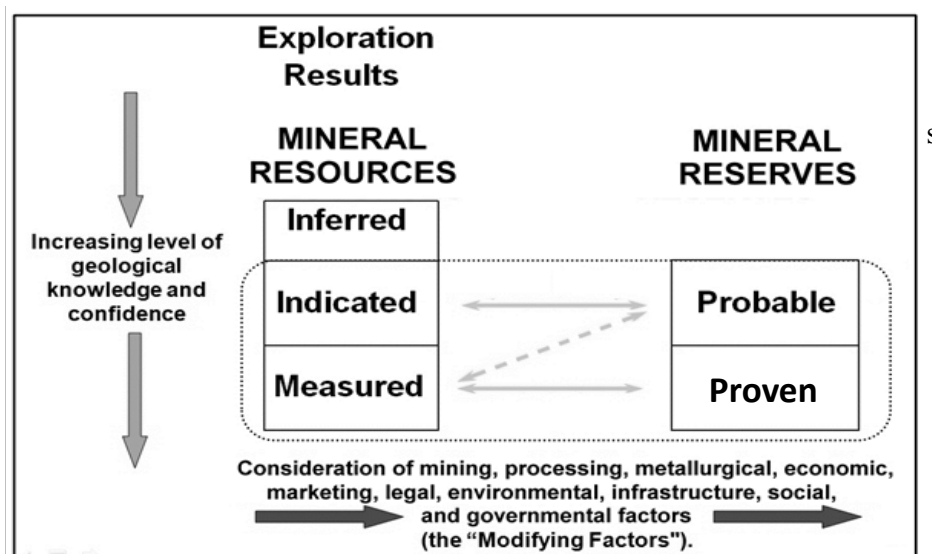 Exploration
Results
MINERAL
RESOURCES
MINERAL
RESERVES
Inferred
Increasing level of
geological
knowledge and
confidence
Indicated
Probable
Measured
Proven
Consideration of mining, processing, metallurgical, economic,
marketing, legal, environmental, infrastructure, social,
and governmental factors
(the “Modifying Factors").